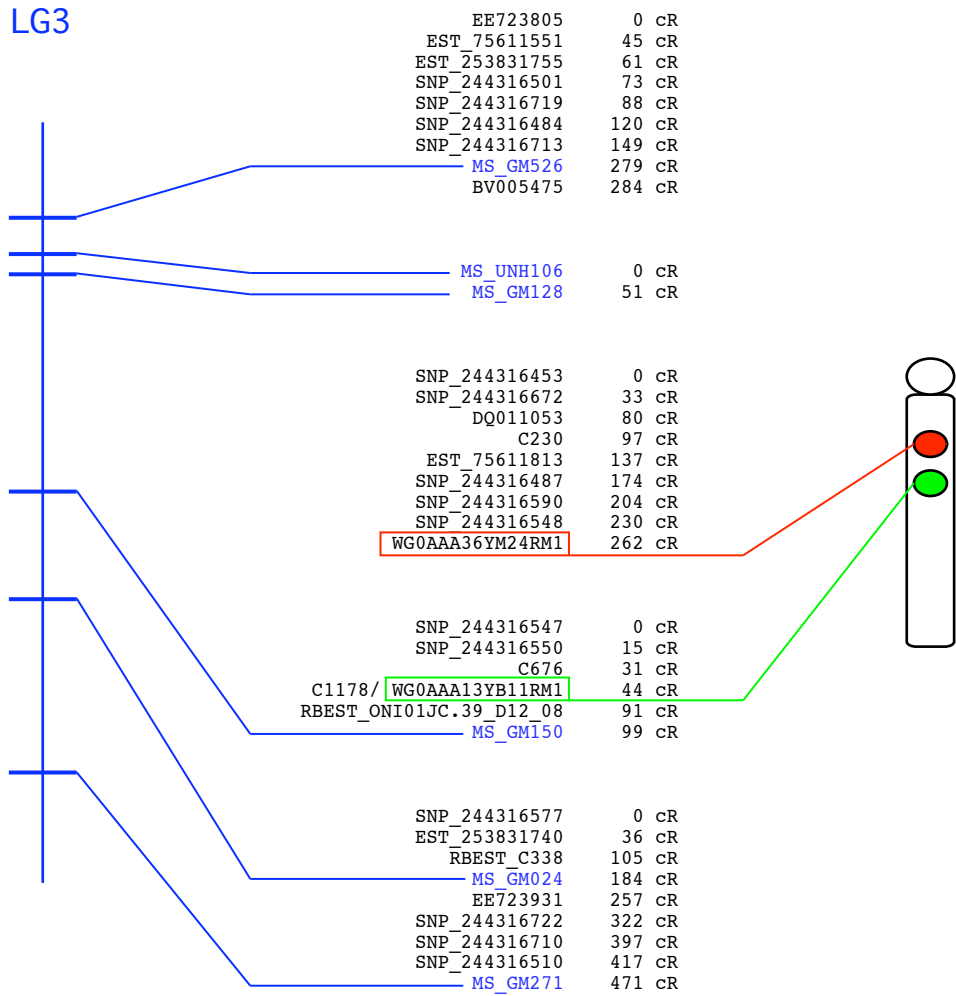 LG3
EE723805 0 cR
EST_75611551 45 cR
EST_253831755 61 cR
SNP_244316501 73 cR
SNP_244316719 88 cR
SNP_244316484 120 cR
SNP_244316713 149 cR
MS_GM526 279 cR
BV005475 284 cR
MS_UNH106 0 cR
MS_GM128 51 cR
SNP_244316453 0 cR
SNP_244316672 33 cR
DQ011053 80 cR
C230 97 cR
EST_75611813 137 cR
SNP_244316487 174 cR
SNP_244316590 204 cR
SNP_244316548 230 cR
WG0AAA36YM24RM1 262 cR
SNP_244316547 0 cR
SNP_244316550 15 cR
C676 31 cR
C1178/ WG0AAA13YB11RM1 44 cR
RBEST_ONI01JC.39_D12_08 91 cR
MS_GM150 99 cR
SNP_244316577 0 cR
EST_253831740 36 cR
RBEST_C338 105 cR
MS_GM024 184 cR
EE723931 257 cR
SNP_244316722 322 cR
SNP_244316710 397 cR
SNP_244316510 417 cR
MS_GM271 471 cR